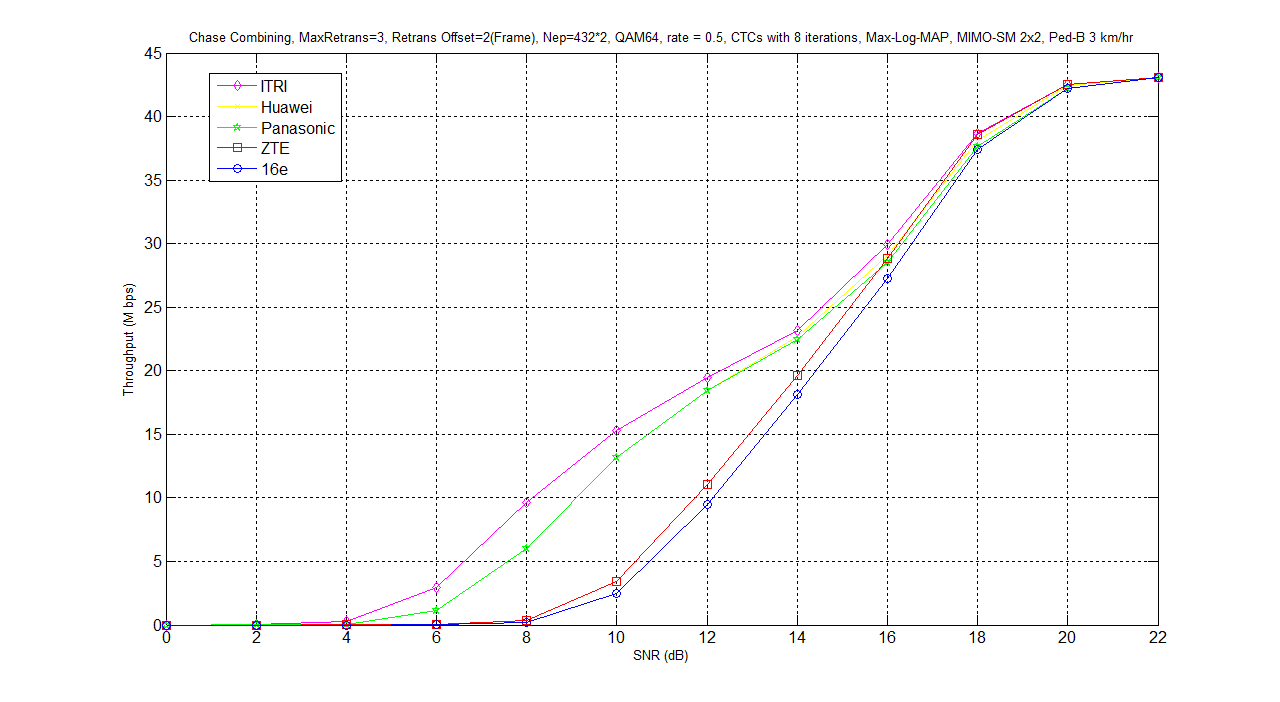 Chase Combining, MaxRetrans=3, Retrans Offset=2(Frame), Nep=432*2, QAM64, rate = 0.5, CTCs with 8 iterations, Max-Log-MAP, MIMO-SM 2x2, Ped-B 3 km/hr
45
40
35
30
25
20
15
10
5
0
Throughput (M bps)
ITRI
Huawei
Panasonic
ZTE
16e
0 2 4 6 8 10 12 14 16 18 20 22
SNR (dB)